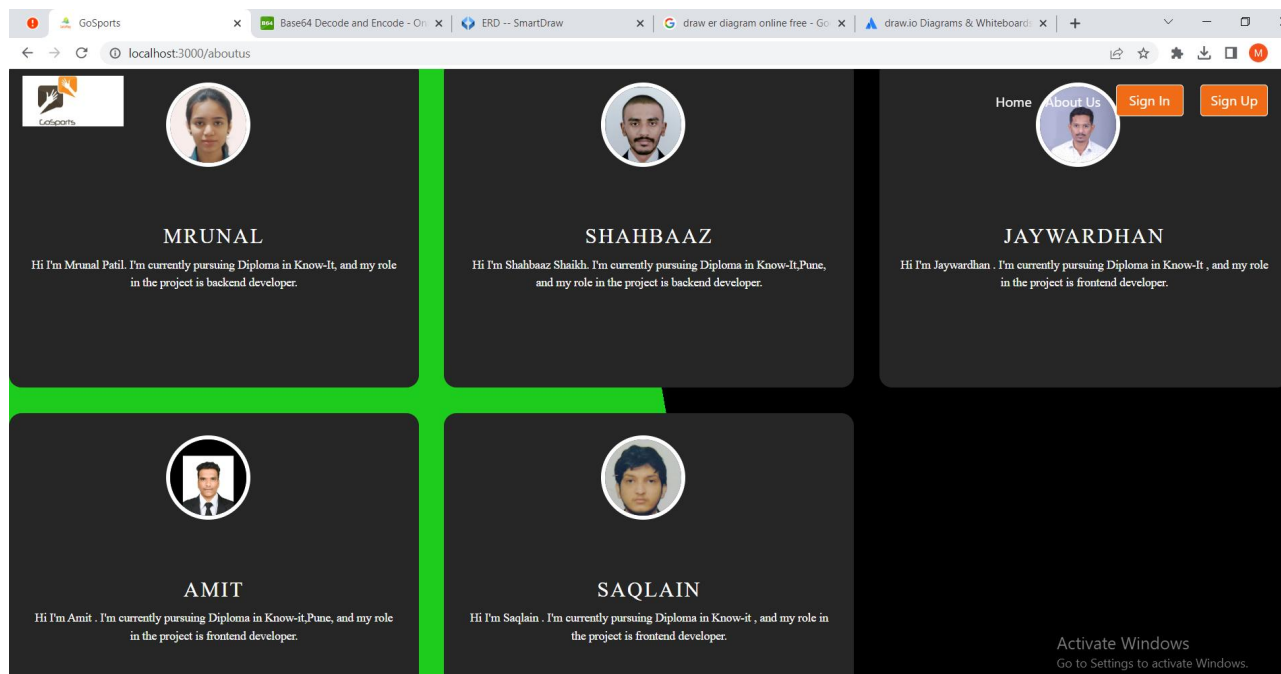 GoSports
B64
Base64 Decode and Encode - On
ERD -- SmartDraw
G
draw er diagram online free - Go
draw.io Diagrams & Whiteboards
localhost:3000/aboutus
M
GoSports
Home
About Us
Sign In
Sign Up
MRUNAL
Hi I'm Mrunal Patil. I'm currently pursuing Diploma in Know-It, and my role
in the project is backend developer.
SHAHBAAZ
Hi I'm Shahbaaz Shaikh. I'm currently pursuing Diploma in Know-It,Pune,
and my role in the project is backend developer.
JAYWARDHAN
Hi I'm Jaywardhan . I'm currently pursuing Diploma in Know-It , and my role
in the project is frontend developer.
AMIT
Hi I'm Amit . I'm currently pursuing Diploma in Know-it,Pune, and my role
in the project is frontend developer.
SAQLAIN
Hi I'm Saqlain . I'm currently pursuing Diploma in Know-it , and my role in
the project is frontend developer.
Activate Windows
Go to Settings to activate Windows.